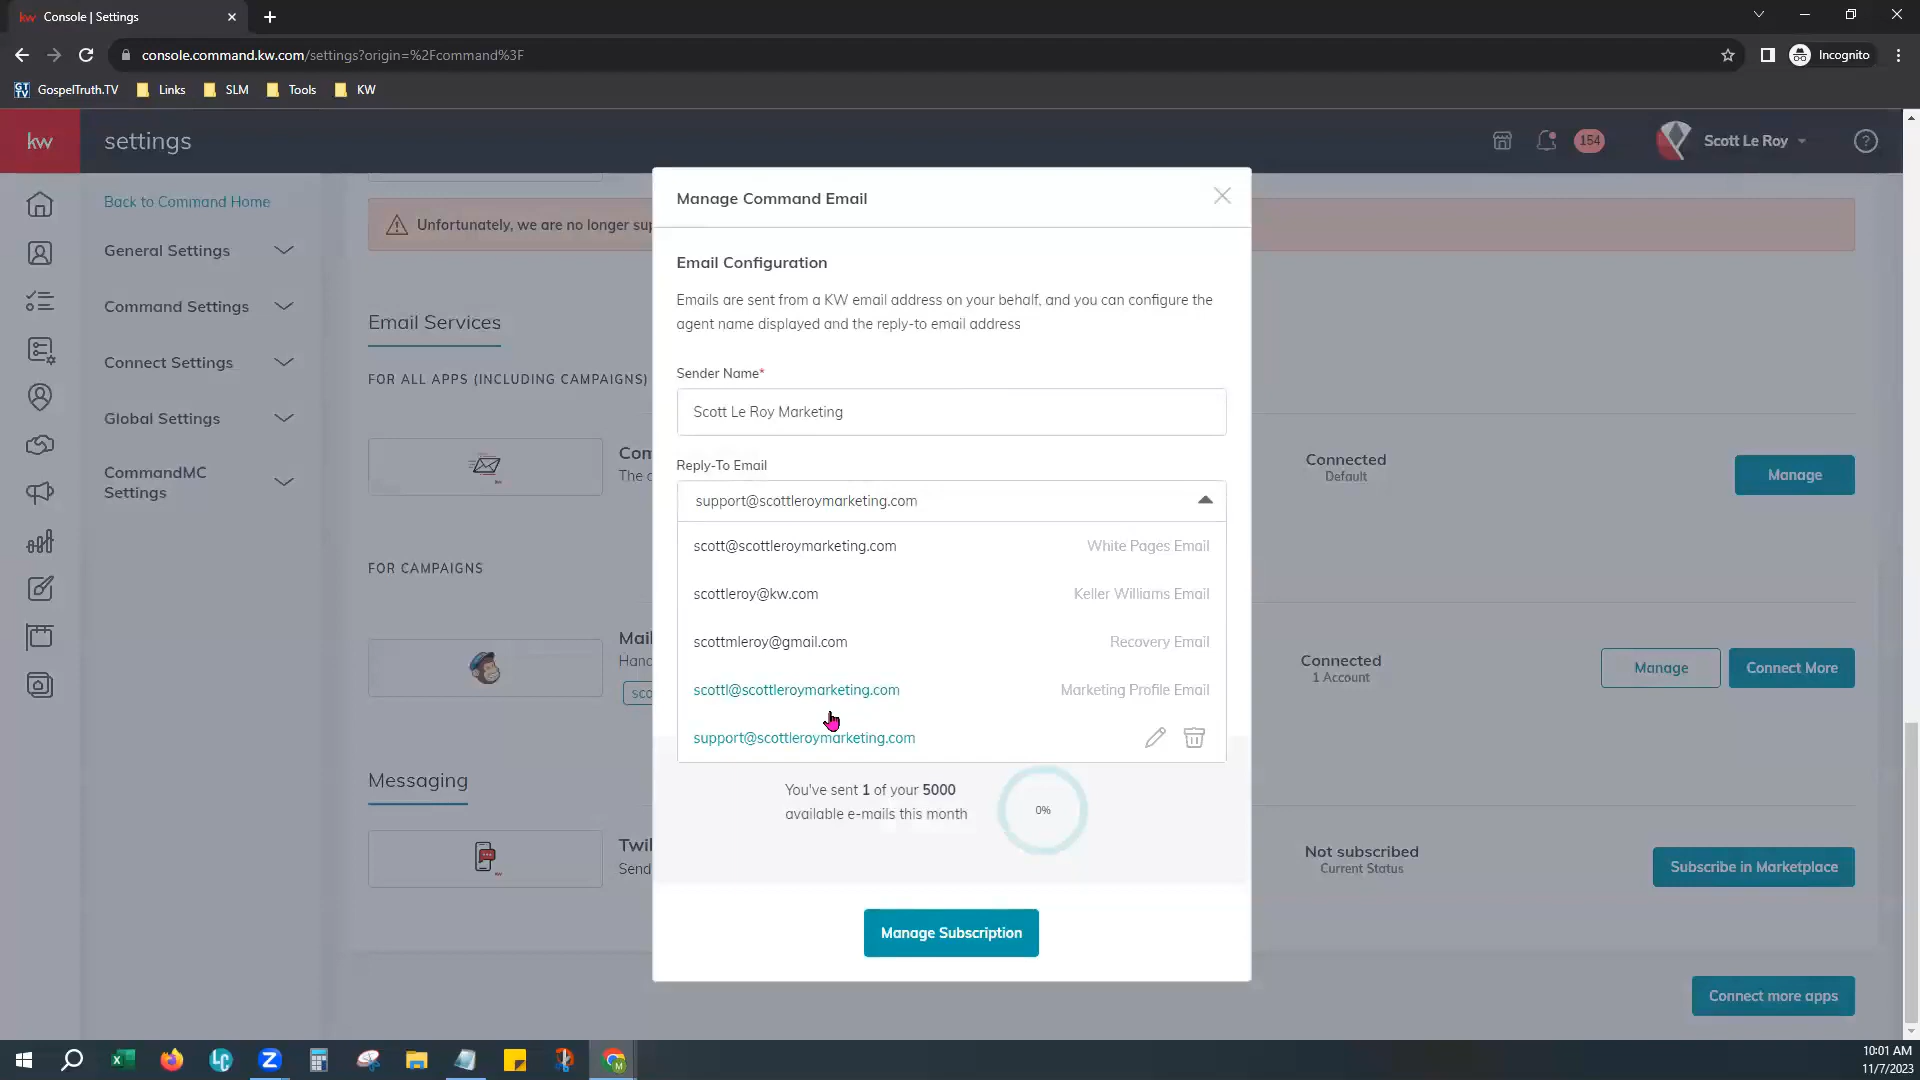 kw
Console | Settings
console.command.kw.com/settings?origin=%2Fcommand%3F
Incognito
GT
TV
GospelTruth.TV
Links
SLM
Tools
KW
kw
settings
154
Scott Le Roy
?
Back to Command Home
General Settings
Command Settings
Connect Settings
Global Settings
CommandMC
Settings
Unfortunately, we are no longer sup
Email Services
FOR ALL APPS (INCLUDING CAMPAIGNS)
Con
The c
Connected
Default
Manage
FOR CAMPAIGNS
Mail
Hand
sco
Connected
1 Account
Manage
Connect More
Messaging
Twil
Send
Not subscribed
Current Status
Subscribe in Marketplace
Connect more apps
Manage Command Email
Email Configuration
Emails are sent from a KW email address on your behalf, and you can configure the
agent name displayed and the reply-to email address
Sender Name*
Scott Le Roy Marketing
Reply-To Email
support@scottleroymarketing.com
scott@scottleroymarketing.com White Pages Email
scottleroy@kw.com Keller Williams Email
scottmleroy@gmail.com Recovery Email
scottl@scottleroymarketing.com Marketing Profile Email
support@scottleroymarketing.com
You've sent 1 of your 5000
available e-mails this month
0%
Manage Subscription
LC
Z
M
10:01 AM
11/7/2023